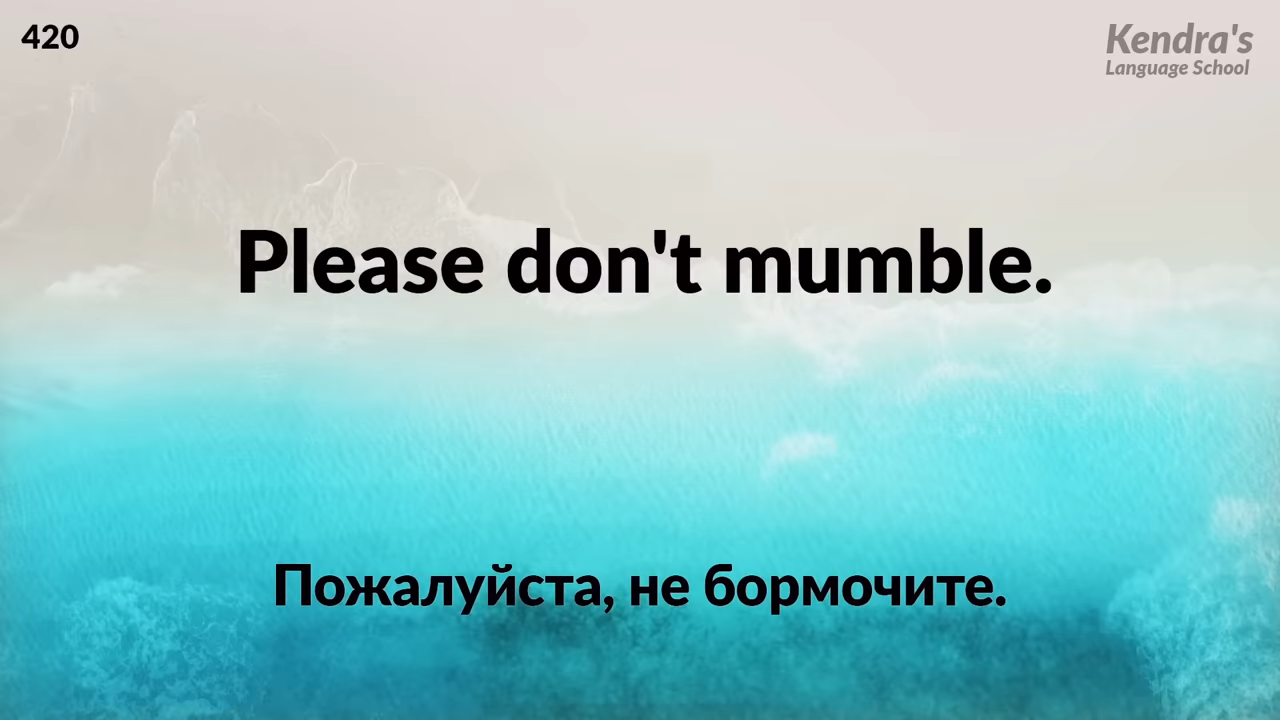 420
Kendra's
Language School
Please don't mumble.
Пожалуйста, не бормочите.